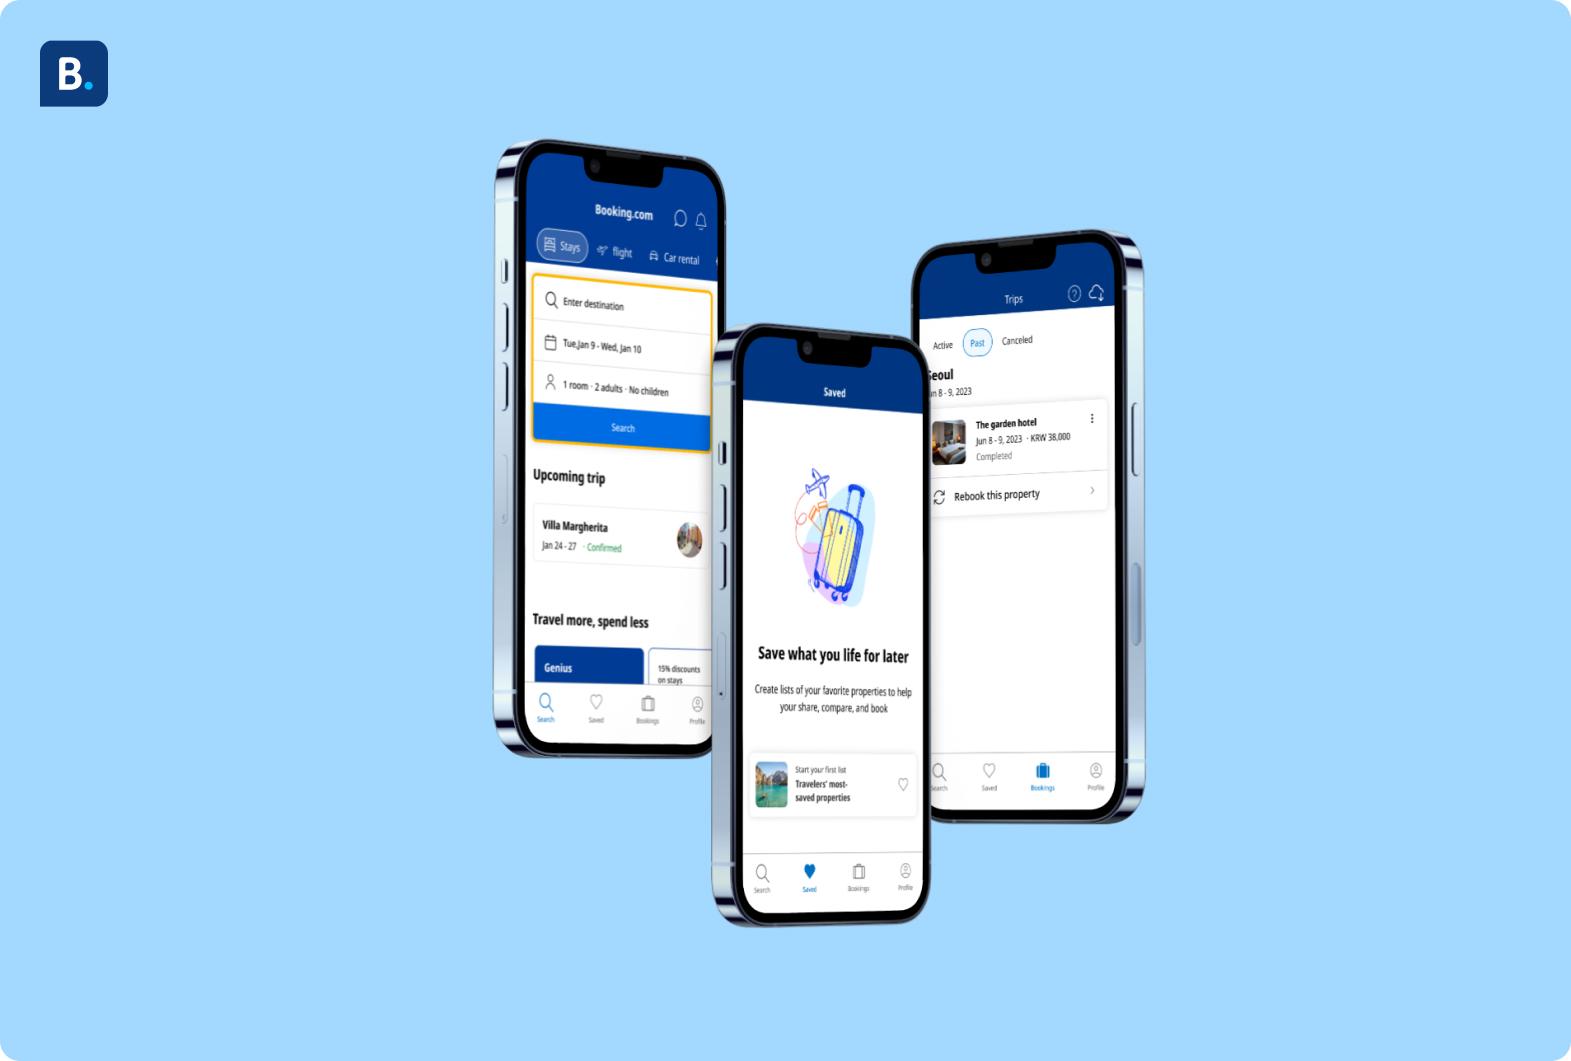 B.
Booking.com
Stays
flight
Car rental
Enter destination
Tue,Jan 9 - Wed, Jan 10
1 room · 2 adults · No children
Search
Upcoming trip
Villa Margherita
Jan 24 - 27 · Confirmed
Travel more, spend less
Genius
15% discounts
on stays
Search
Saved
Bookings
Profile
Saved
Save what you life for later
Create lists of your favorite properties to help
your share, compare, and book
Start your first list
Travelers' most-
saved properties
Search
Saved
Bookings
Profile
Trips
?
Active
Past
Canceled
Seoul
Jun 8 - 9, 2023
The garden hotel
Jun 8 - 9, 2023 · KRW 38,000
Completed
Rebook this property
Search
Saved
Bookings
Profile